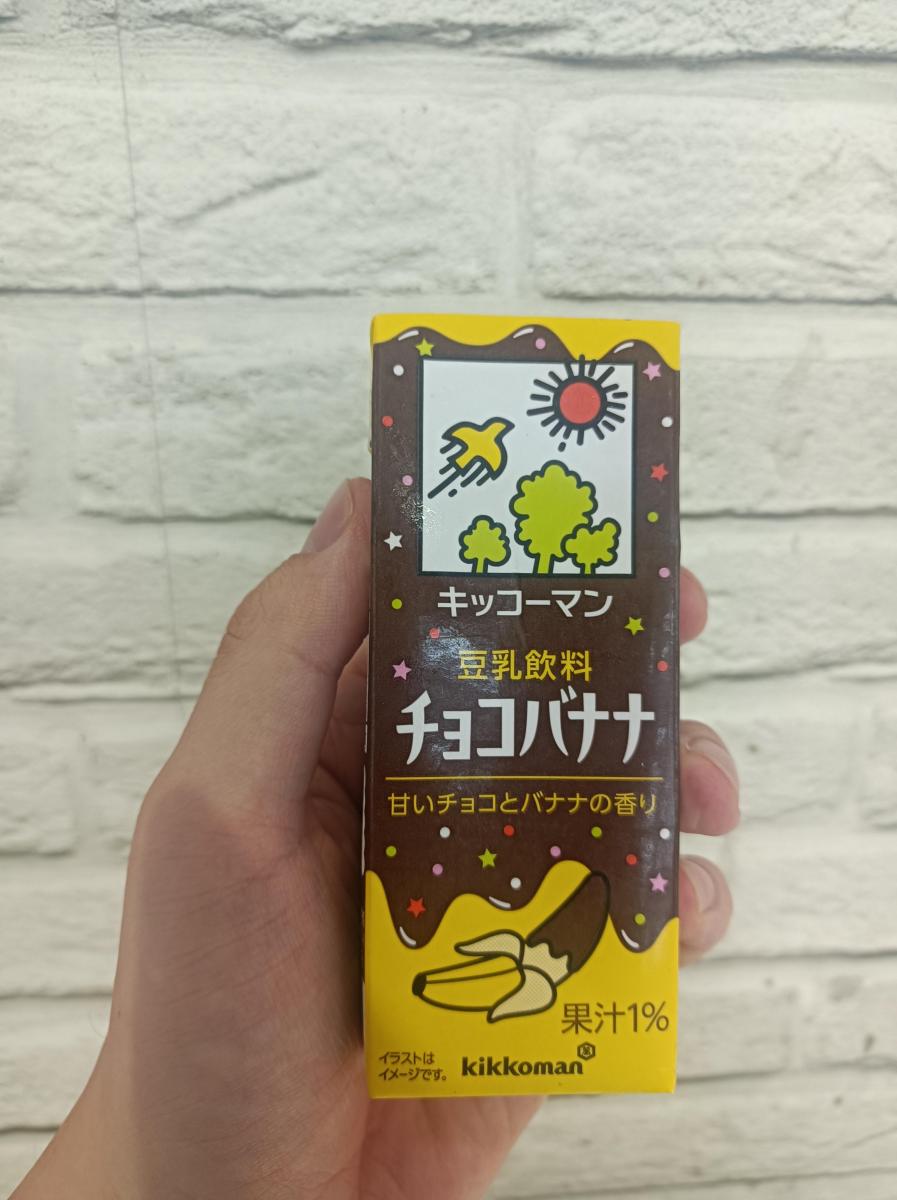 キッコーマン
豆乳飲料
チョコバナナ
甘いチョコとバナナの香り
果汁1%
イラストは
イメージです。
kikkoman